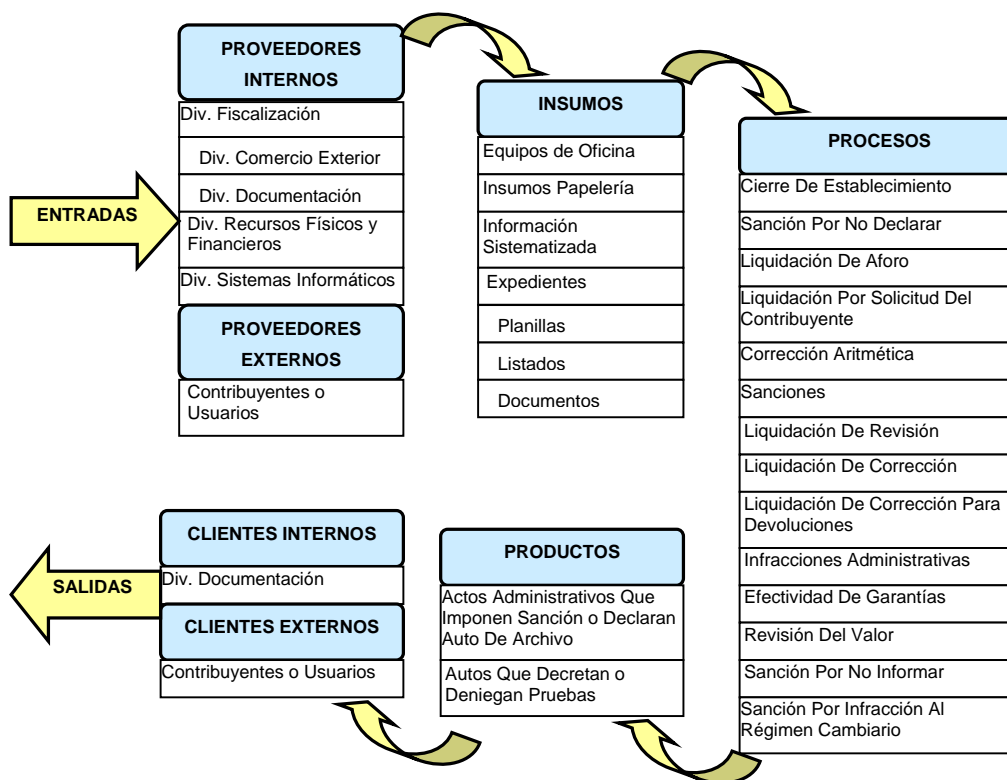 ENTRADAS
PROVEEDORES
INTERNOS
Div. Fiscalización
Div. Comercio Exterior
Div. Documentación
Div. Recursos Físicos y
Financieros
Div. Sistemas Informáticos
PROVEEDORES
EXTERNOS
Contribuyentes o
Usuarios
INSUMOS
Equipos de Oficina
Insumos Papelería
Información
Sistematizada
Expedientes
Planillas
Listados
Documentos
PROCESOS
Cierre De Establecimiento
Sanción Por No Declarar
Liquidación De Aforo
Liquidación Por Solicitud Del
Contribuyente
Corrección Aritmética
Sanciones
Liquidación De Revisión
Liquidación De Corrección
Liquidación De Corrección Para
Devoluciones
Infracciones Administrativas
Efectividad De Garantías
Revisión Del Valor
Sanción Por No Informar
Sanción Por Infracción Al
Régimen Cambiario
PRODUCTOS
Actos Administrativos Que
Imponen Sanción o Declaran
Auto De Archivo
Autos Que Decretan o
Deniegan Pruebas
CLIENTES INTERNOS
Div. Documentación
CLIENTES EXTERNOS
Contribuyentes o Usuarios
SALIDAS